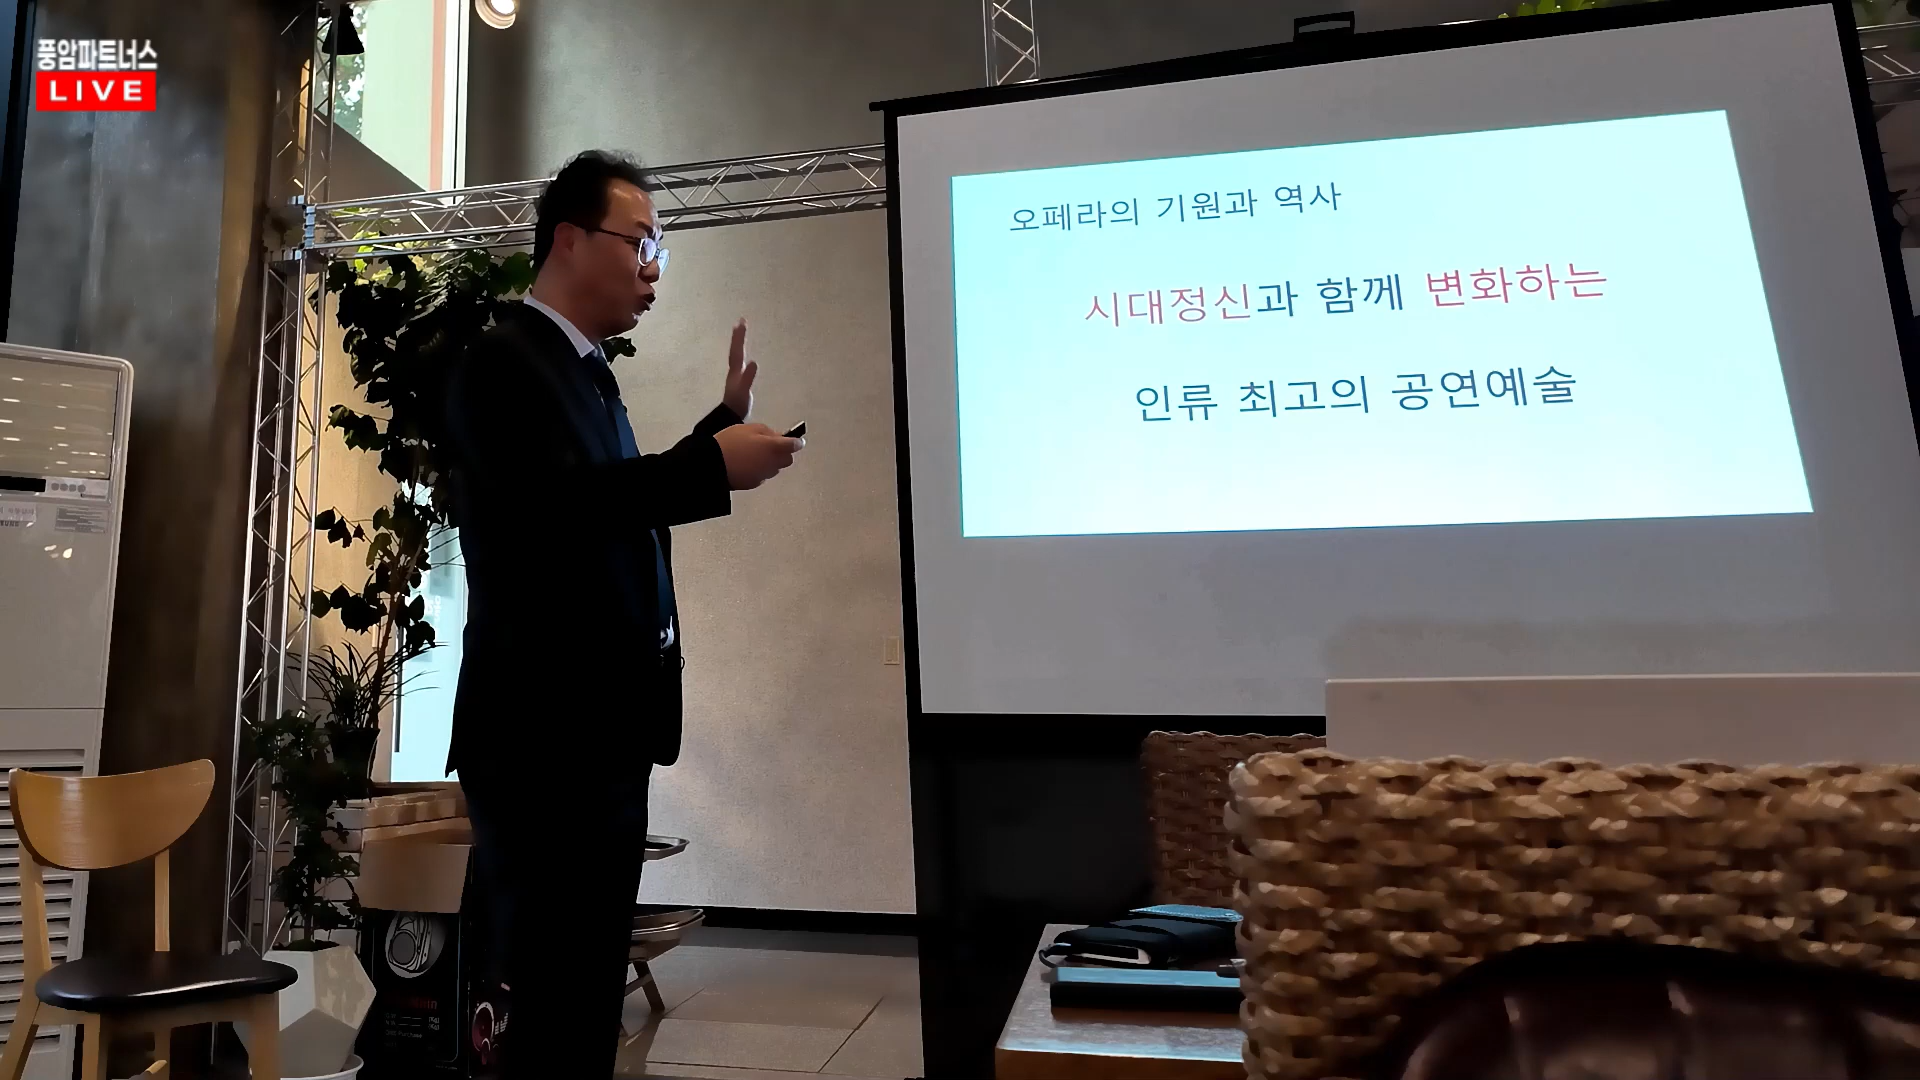 풍암파트너스
LIVE
오페라의 기원과 역사
시대정신과 함께 변화하는
인류 최고의 공연예술